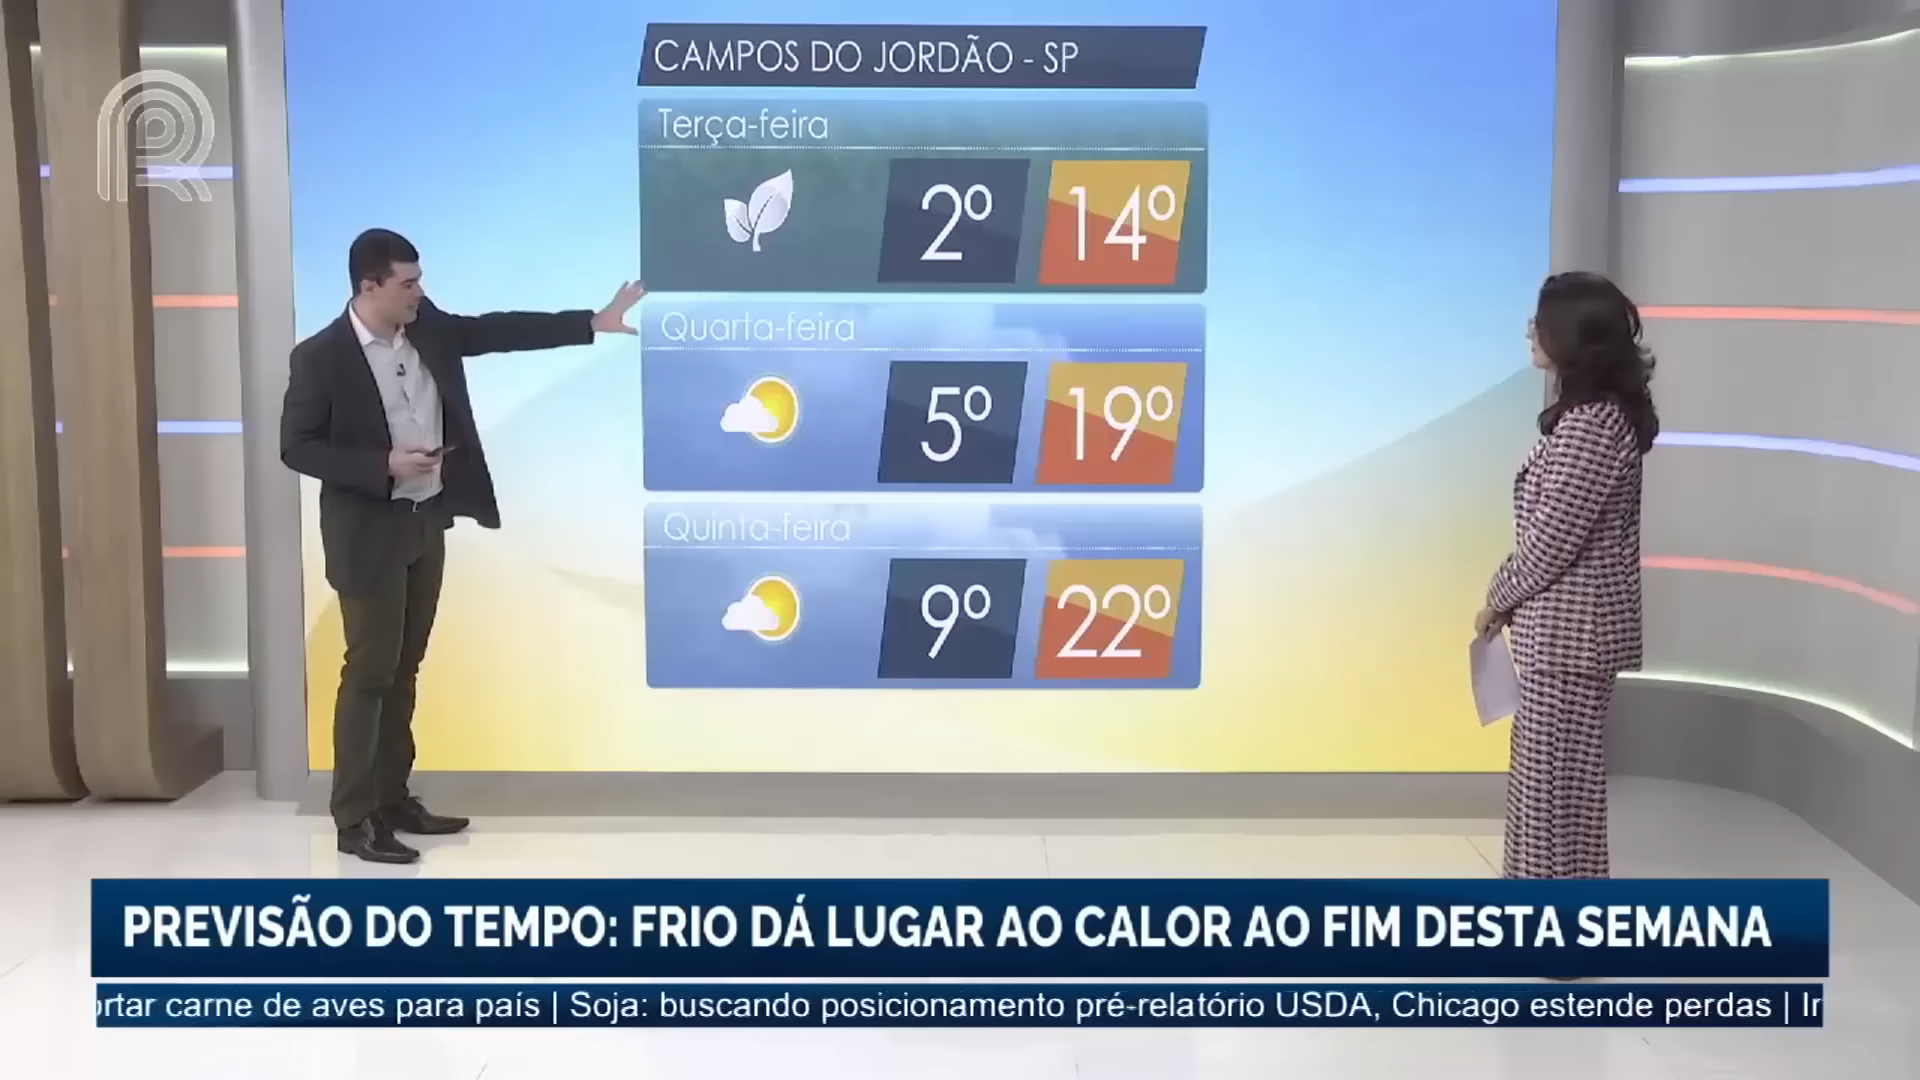 CAMPOS DO JORDÃO - SP
Terça-feira
2º 14º
Quarta-feira
5º 19º
Quinta-feira
9º 22º
PREVISÃO DO TEMPO: FRIO DÁ LUGAR AO CALOR AO FIM DESTA SEMANA
rtar carne de aves para país | Soja: buscando posicionamento pré-relatório USDA, Chicago estende perdas |